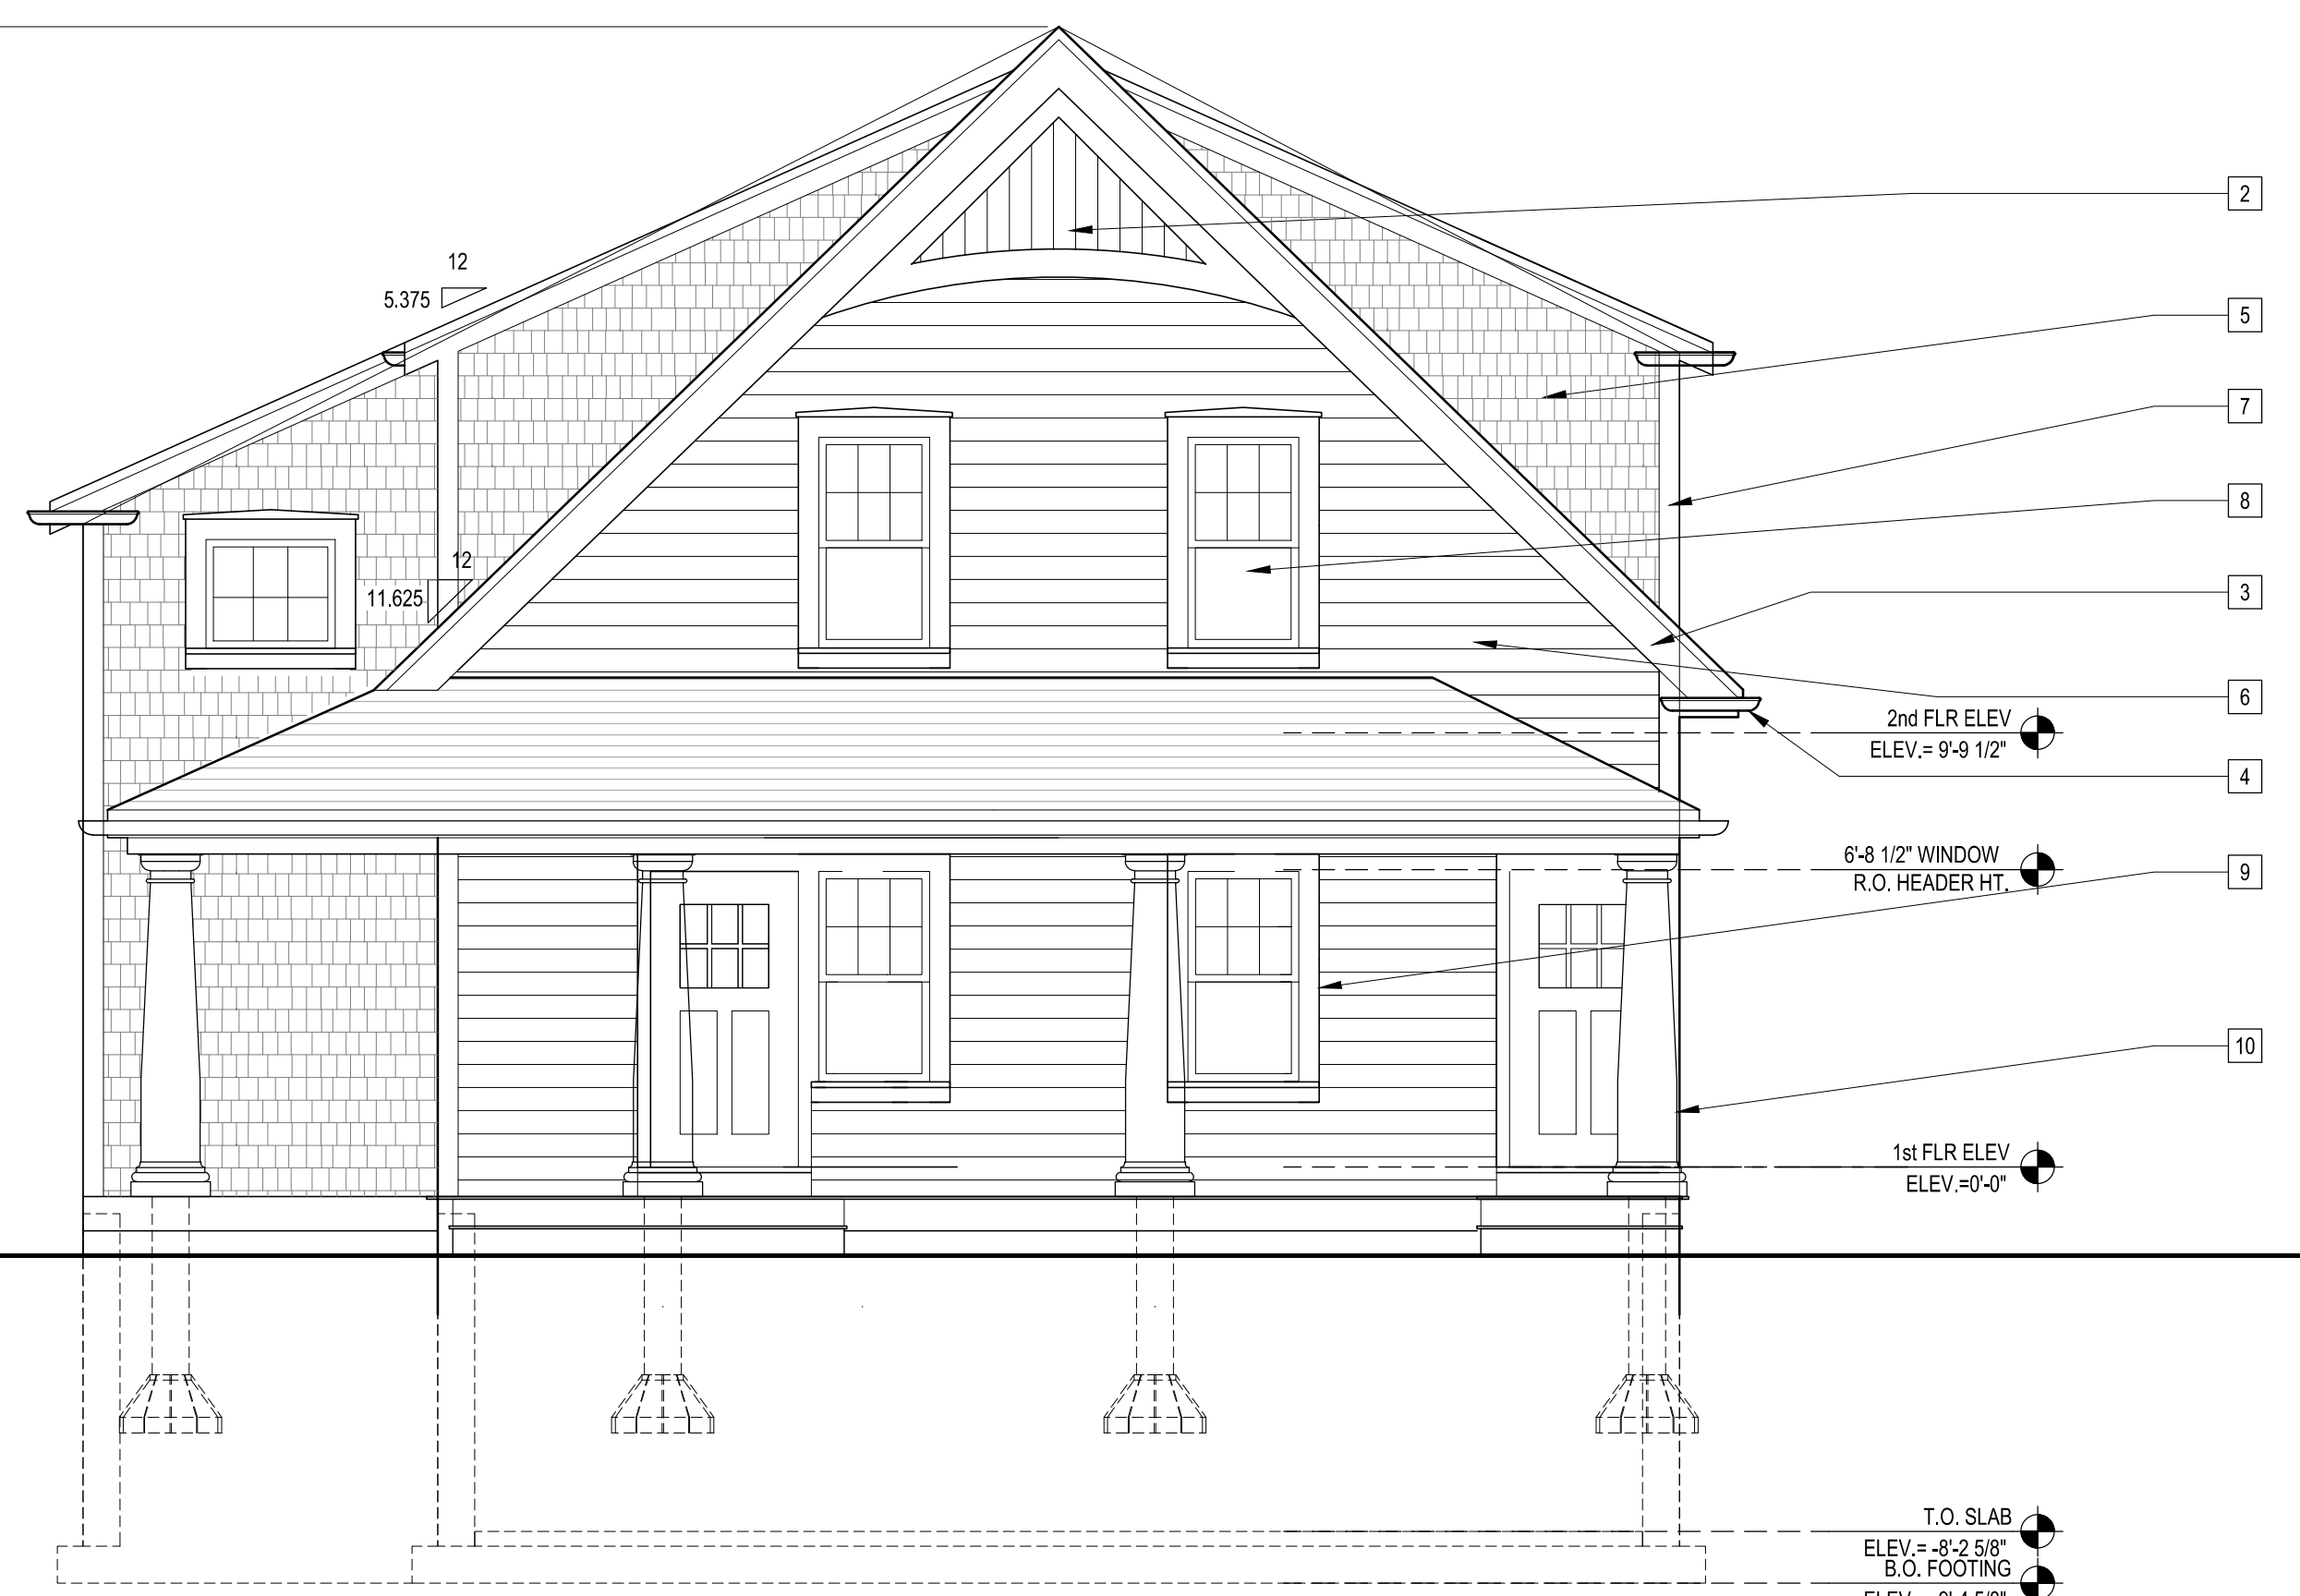 2
12
5.375
5
7
8
12
11.625
3
6
2nd FLR ELEV
ELEV.= 9'-9 1/2"
4
6'-8 1/2" WINDOW
R.O. HEADER HT.
9
10
1st FLR ELEV
ELEV.=0'-0"
T.O. SLAB
ELEV.= -8'-2 5/8"
B.O. FOOTING